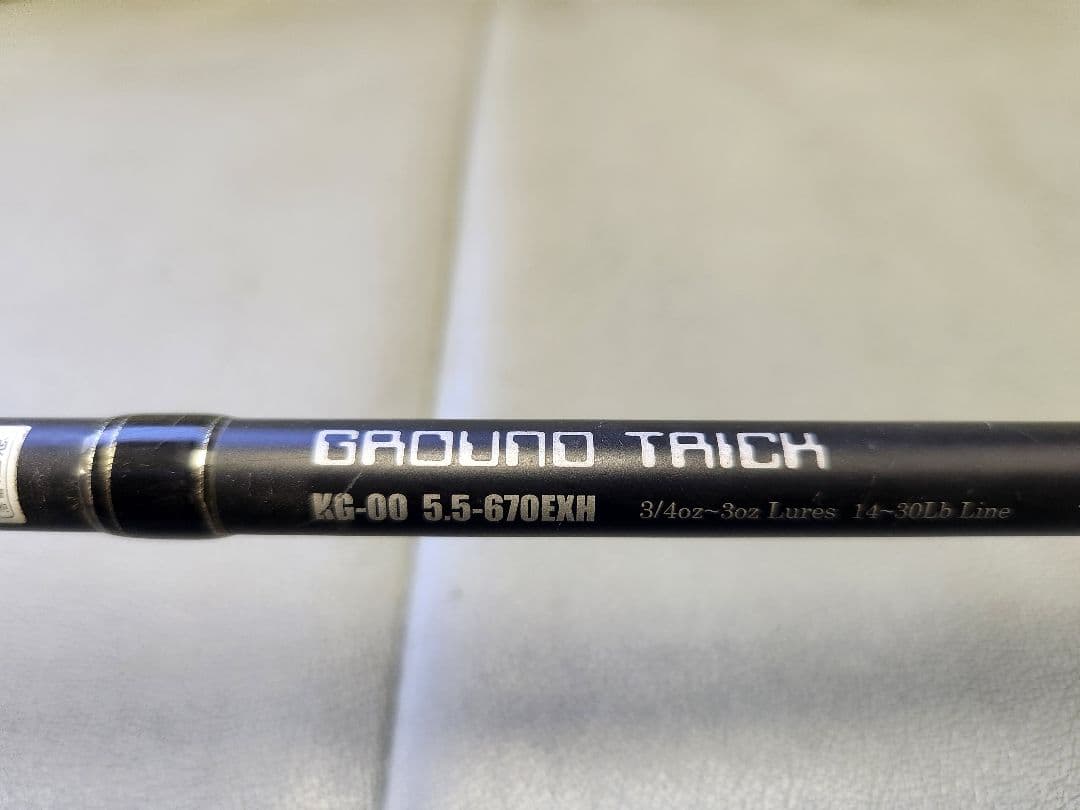 GROUND TRICK
KG-00 5.5-670EXH 3/4oz~3oz Lures 14~30Lb Line